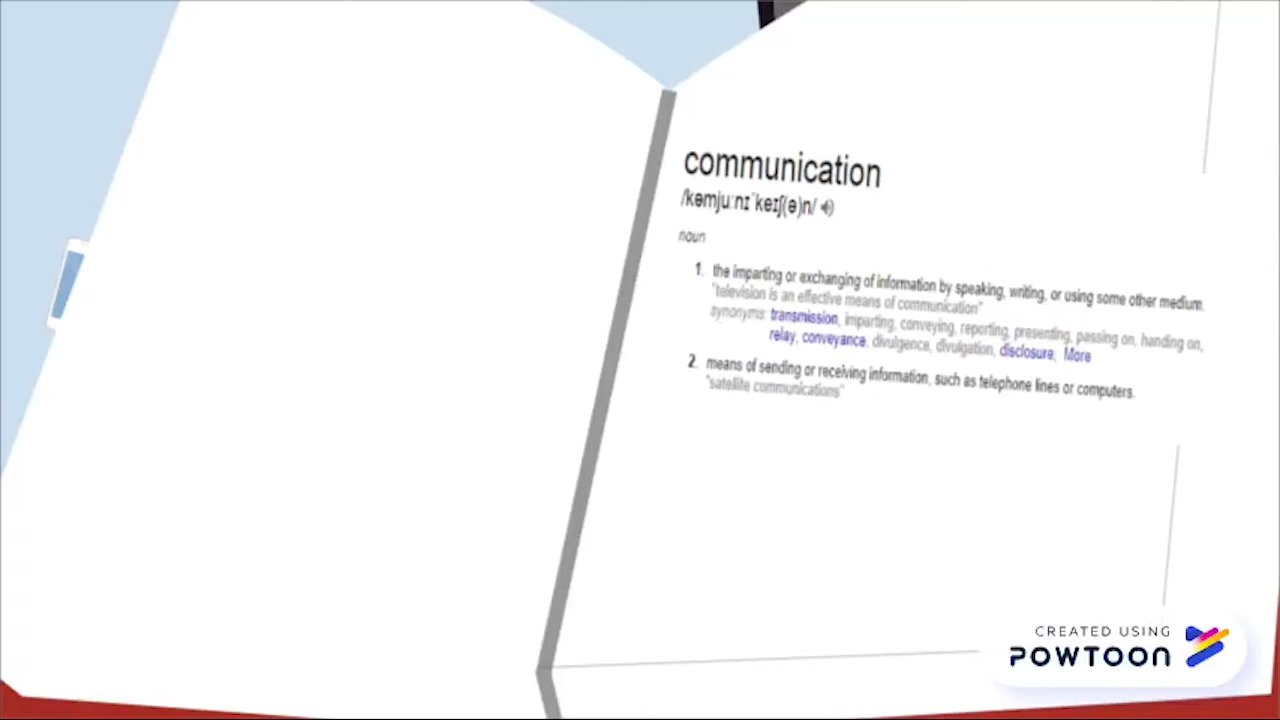 communication
/kəmjuːnɪˈkeɪʃ(ə)n/
noun
1. the imparting or exchanging of information by speaking, writing, or using some other medium.
"television is an effective means of communication"
synonyms: transmission, imparting, conveying, reporting, presenting, passing on, handing on,
relay, conveyance, divulgence, divulgation, disclosure; More
2. means of sending or receiving information, such as telephone lines or computers.
"satellite communications"
CREATED USING
POWTOON